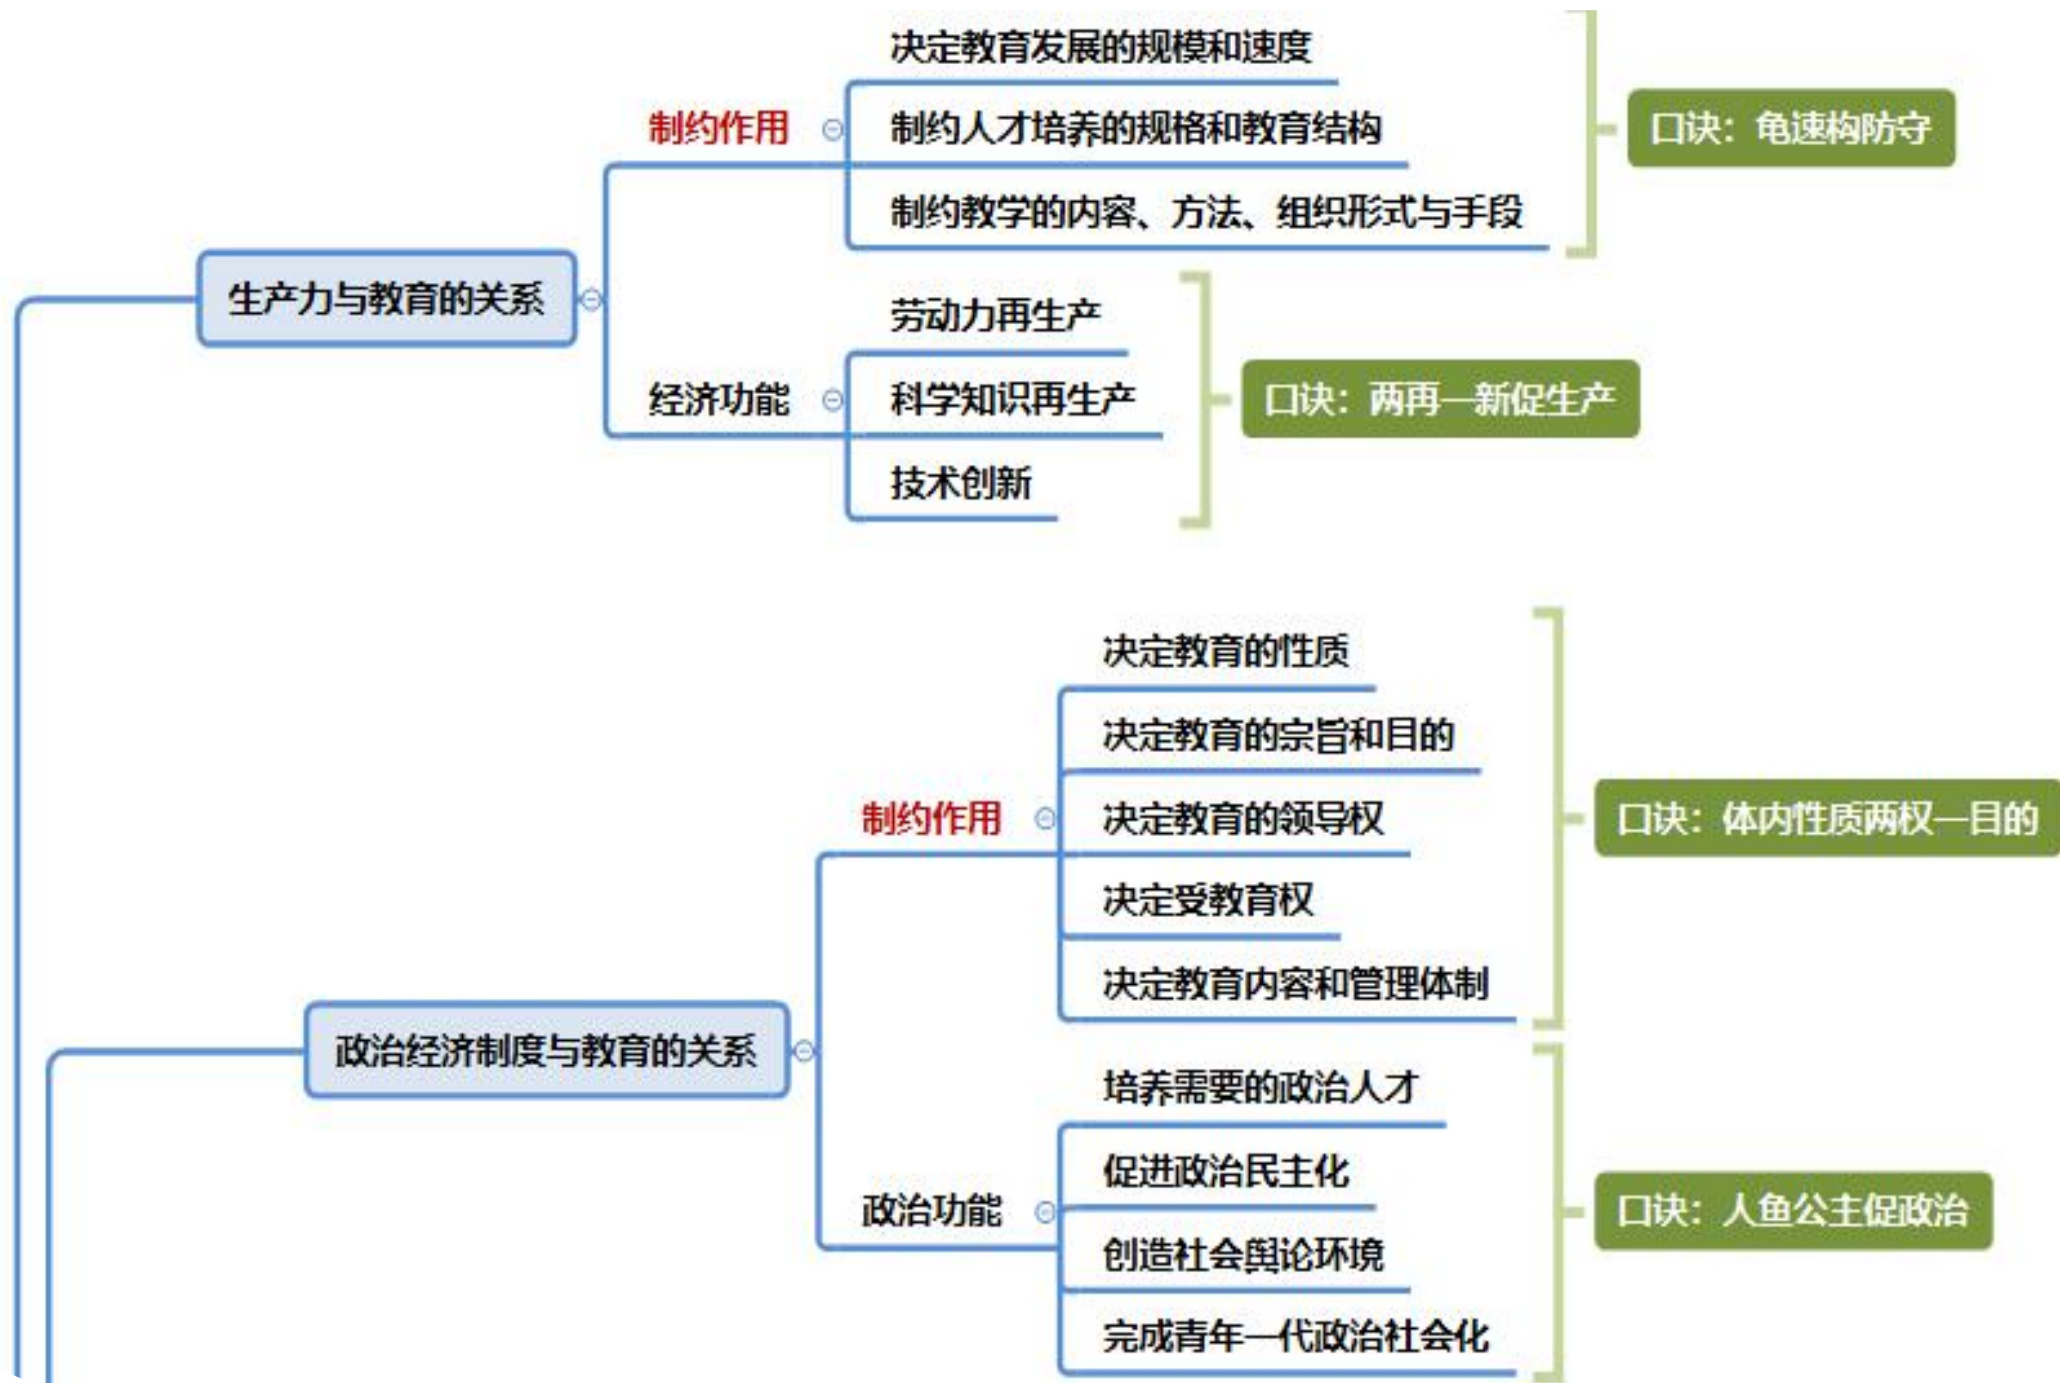 决定教育发展的规模和速度
制约作用
制约人才培养的规格和教育结构
口诀：龟速构防守
制约教学的内容、方法、组织形式与手段
生产力与教育的关系
劳动力再生产
经济功能
科学知识再生产
口诀：两再一新促生产
技术创新
决定教育的性质
决定教育的宗旨和目的
制约作用
决定教育的领导权
口诀：体内性质两权一目的
决定受教育权
决定教育内容和管理体制
政治经济制度与教育的关系
培养需要的政治人才
促进政治民主化
政治功能
口诀：人鱼公主促政治
创造社会舆论环境
完成青年一代政治社会化